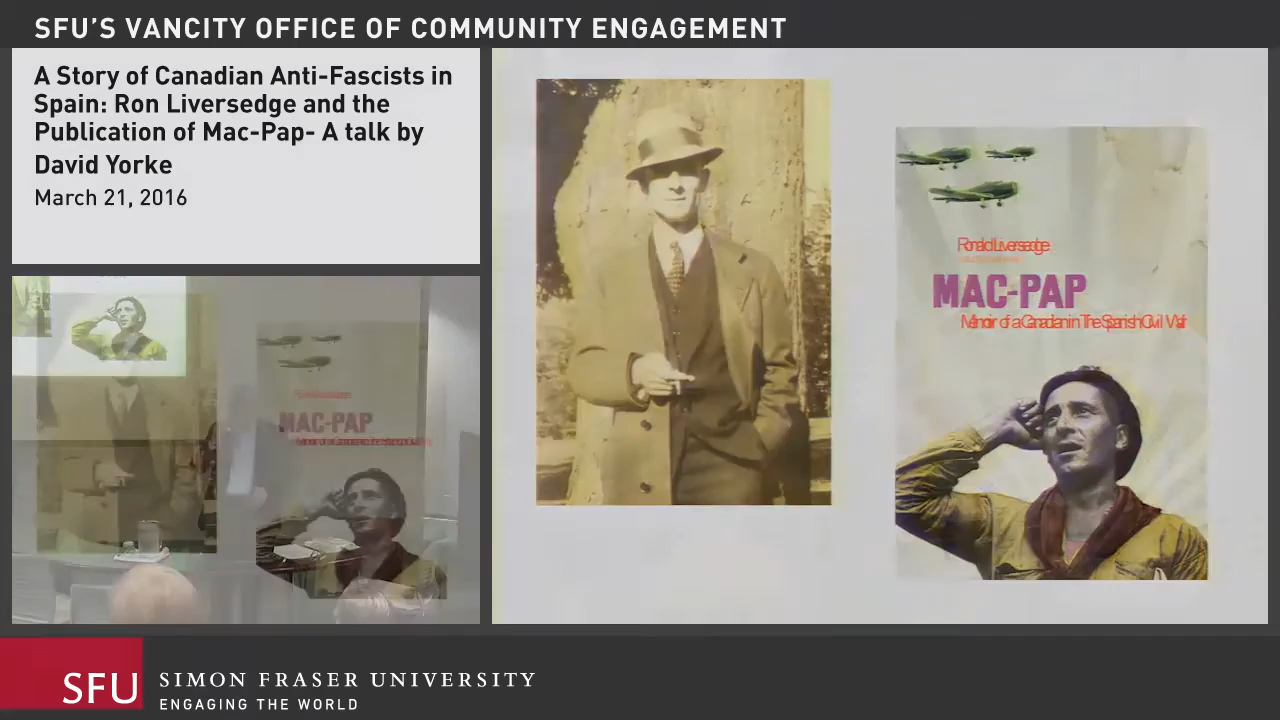 SFU'S VANCITY OFFICE OF COMMUNITY ENGAGEMENT
A Story of Canadian Anti-Fascists in
Spain: Ron Liversedge and the
Publication of Mac-Pap- A talk by
David Yorke
March 21, 2016
Ronald Liversedge
MAC-PAP
Memoir of a Canadian in The Spanish Civil War
MAC-PAP
SFU
SIMON FRASER UNIVERSITY
ENGAGING THE WORLD